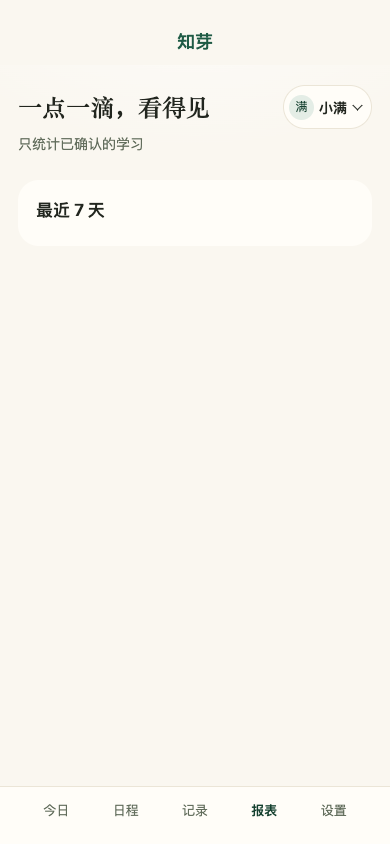 知芽
一点一滴，看得见
满 小满
只统计已确认的学习
最近 7 天
今日 日程 记录 报表 设置